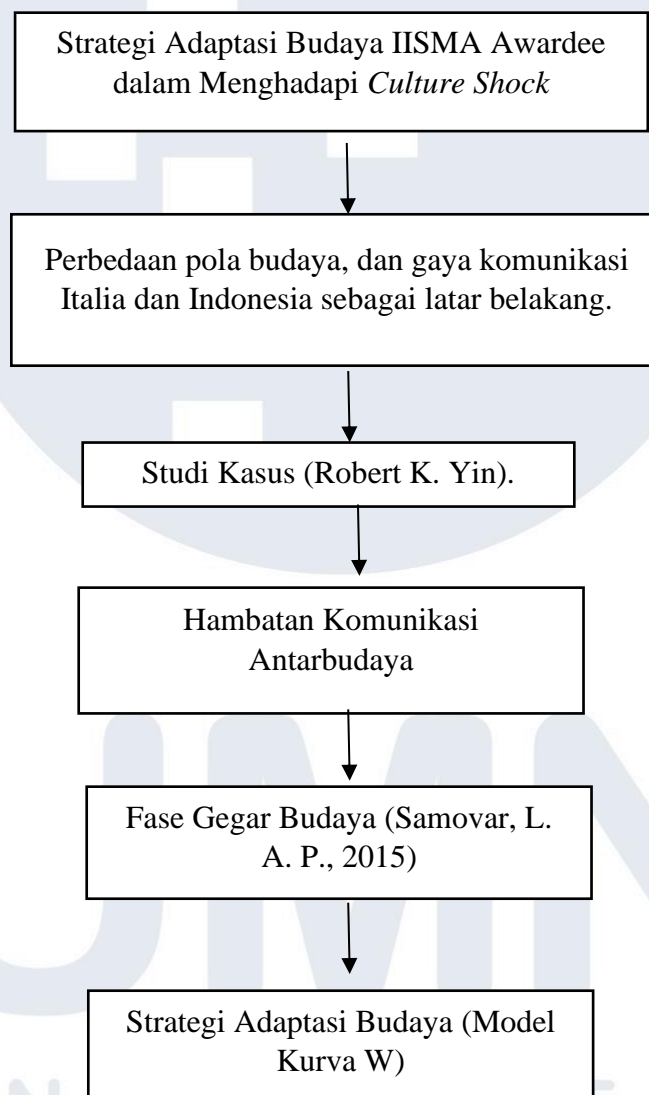 Strategi Adaptasi Budaya IISMA Awardee
dalam Menghadapi Culture Shock
Perbedaan pola budaya, dan gaya komunikasi
Italia dan Indonesia sebagai latar belakang.
Studi Kasus (Robert K. Yin).
Hambatan Komunikasi
Antarbudaya
Fase Gegar Budaya (Samovar, L.
A. P., 2015)
Strategi Adaptasi Budaya (Model
Kurva W)
UMN